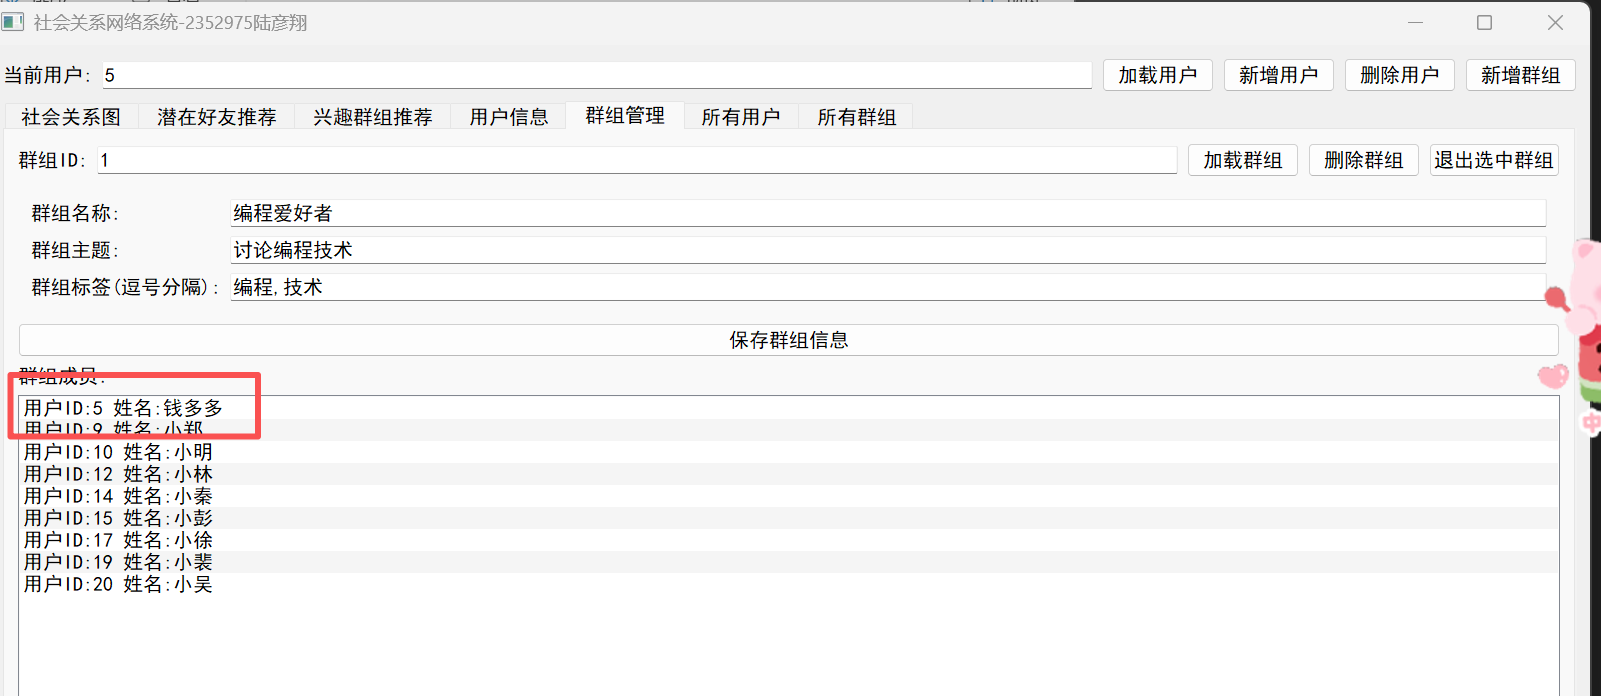 社会关系网络系统-2352975陆彦翔
当前用户: 5 加载用户 新增用户 删除用户 新增群组
社会关系图 潜在好友推荐 兴趣群组推荐 用户信息 群组管理 所有用户 所有群组
群组ID: 1 加载群组 删除群组 退出选中群组
群组名称: 编程爱好者
群组主题: 讨论编程技术
群组标签(逗号分隔): 编程,技术
保存群组信息
群组成员:
用户ID:5 姓名:钱多多
用户ID:9 姓名:小郑
用户ID:10 姓名:小明
用户ID:12 姓名:小林
用户ID:14 姓名:小秦
用户ID:15 姓名:小彭
用户ID:17 姓名:小徐
用户ID:19 姓名:小裴
用户ID:20 姓名:小吴
中